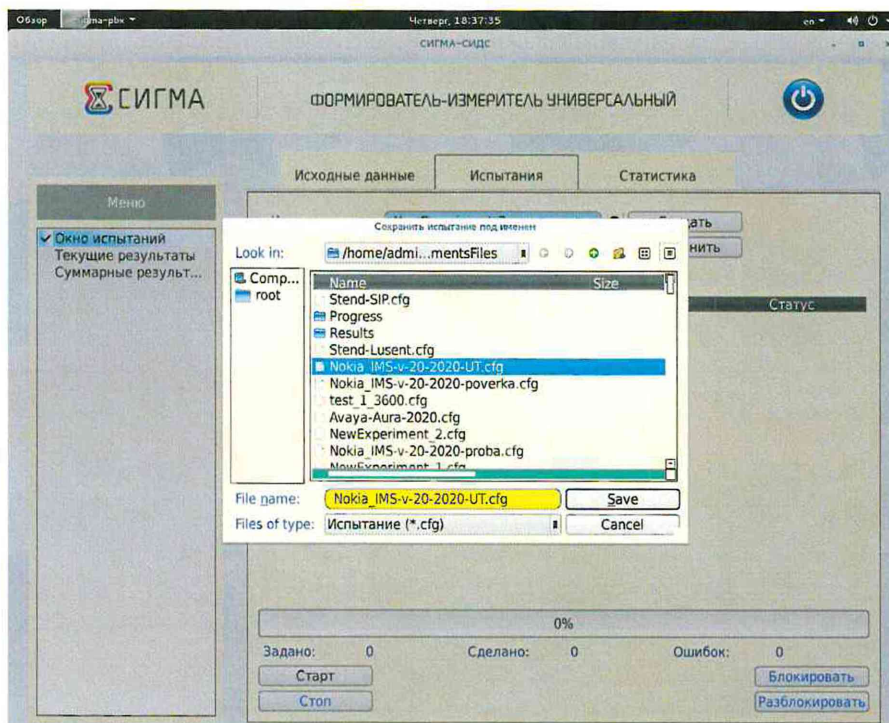 Обзор
Четверг, 18:37:35
en
СИГМА-СИДС
СИГМА
ФОРМИРОВАТЕЛЬ-ИЗМЕРИТЕЛЬ УНИВЕРСАЛЬНЫЙ
Исходные данные Испытания Статистика
Меню
Окно испытаний
Текущие результаты
Суммарные результ...
Статус
Сохранить испытание под именем
Look in: /home/admi...mentsFiles
Comp...
root
Name Size
Stend-SIP.cfg
Progress
Results
Stend-Lusent.cfg
Nokia_IMS-v-20-2020-UT.cfg
Nokia_IMS-v-20-2020-poverka.cfg
test_1_3600.cfg
Avaya-Aura-2020.cfg
NewExperiment_2.cfg
Nokia_IMS-v-20-2020-proba.cfg
NewExperiment_1.cfg
File name: Nokia_IMS-v-20-2020-UT.cfg Save
Files of type: Испытание (*.cfg) Cancel
0%
Задано: 0 Сделано: 0 Ошибок: 0
Старт Блокировать
Стоп Разблокировать